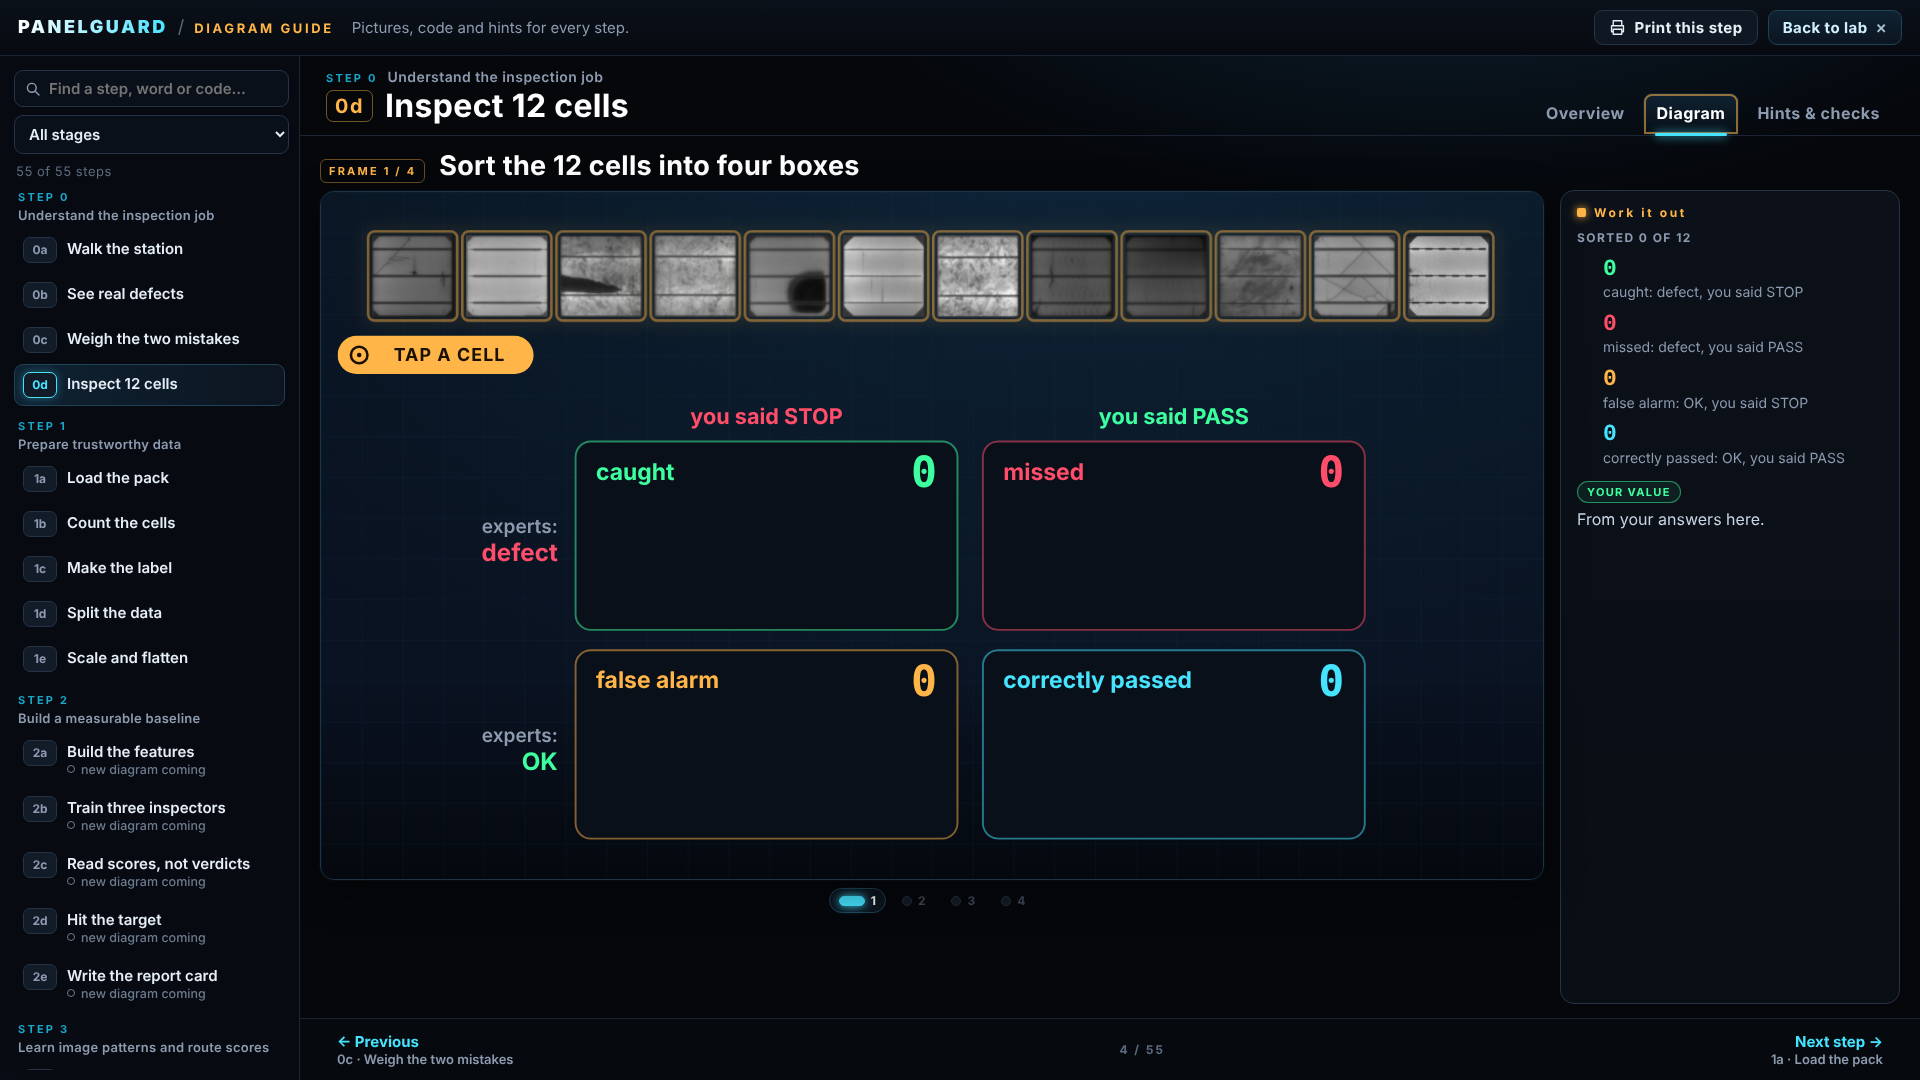 PANELGUARD / DIAGRAM GUIDE Pictures, code and hints for every step.
Print this step
Back to lab ×
Find a step, word or code...
All stages
55 of 55 steps
STEP 0
Understand the inspection job
0a Walk the station
0b See real defects
0c Weigh the two mistakes
0d Inspect 12 cells
STEP 1
Prepare trustworthy data
1a Load the pack
1b Count the cells
1c Make the label
1d Split the data
1e Scale and flatten
STEP 2
Build a measurable baseline
2a Build the features
new diagram coming
2b Train three inspectors
new diagram coming
2c Read scores, not verdicts
new diagram coming
2d Hit the target
new diagram coming
2e Write the report card
new diagram coming
STEP 3
Learn image patterns and route scores
STEP 0 Understand the inspection job
0d Inspect 12 cells
Overview
Diagram
Hints & checks
FRAME 1 / 4 Sort the 12 cells into four boxes
TAP A CELL
you said STOP
you said PASS
experts:
defect
caught 0
missed 0
experts:
OK
false alarm 0
correctly passed 0
1 2 3 4
Work it out
SORTED 0 OF 12
0
caught: defect, you said STOP
0
missed: defect, you said PASS
0
false alarm: OK, you said STOP
0
correctly passed: OK, you said PASS
YOUR VALUE
From your answers here.
← Previous
0c · Weigh the two mistakes
4 / 55
Next step →
1a · Load the pack